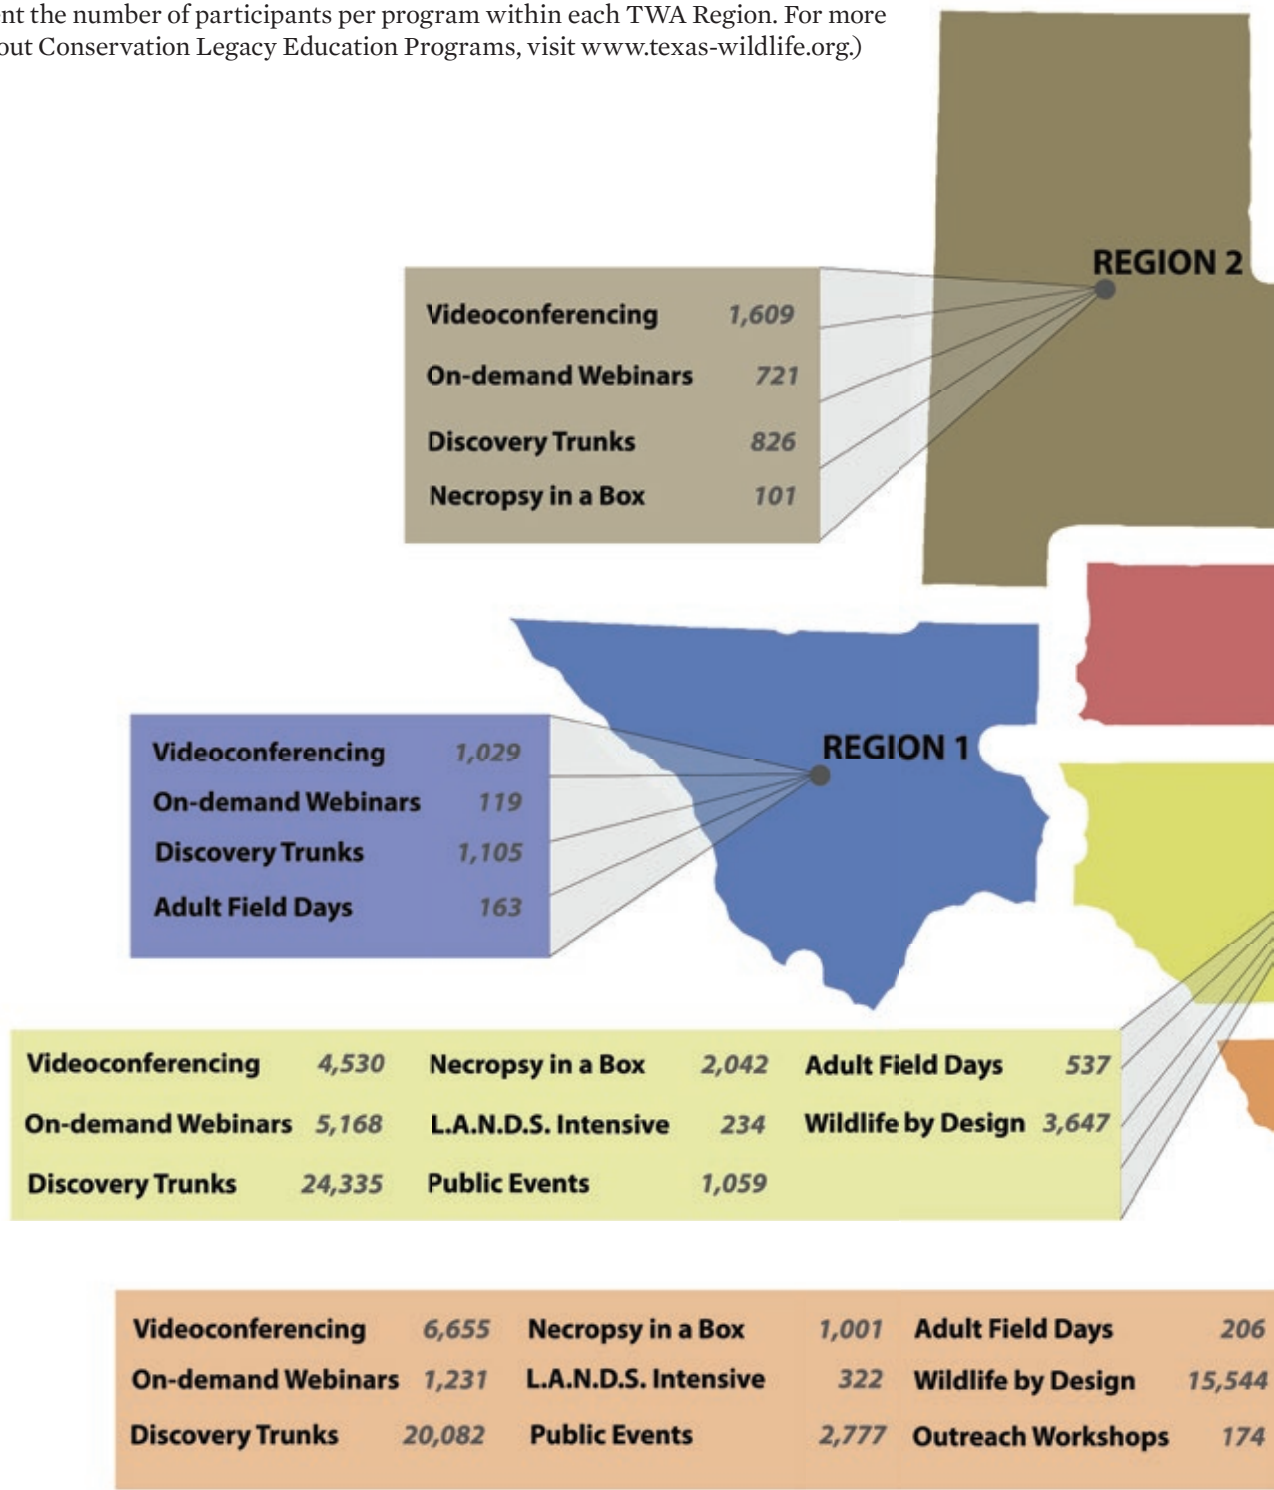 ent the number of participants per program within each TWA Region. For more
out Conservation Legacy Education Programs, visit www.texas-wildlife.org.)
REGION 2
Videoconferencing 1,609
On-demand Webinars 721
Discovery Trunks 826
Necropsy in a Box 101
REGION 1
Videoconferencing 1,029
On-demand Webinars 119
Discovery Trunks 1,105
Adult Field Days 163
Videoconferencing 4,530 Necropsy in a Box 2,042 Adult Field Days 537
On-demand Webinars 5,168 L.A.N.D.S. Intensive 234 Wildlife by Design 3,647
Discovery Trunks 24,335 Public Events 1,059
Videoconferencing 6,655 Necropsy in a Box 1,001 Adult Field Days 206
On-demand Webinars 1,231 L.A.N.D.S. Intensive 322 Wildlife by Design 15,544
Discovery Trunks 20,082 Public Events 2,777 Outreach Workshops 174